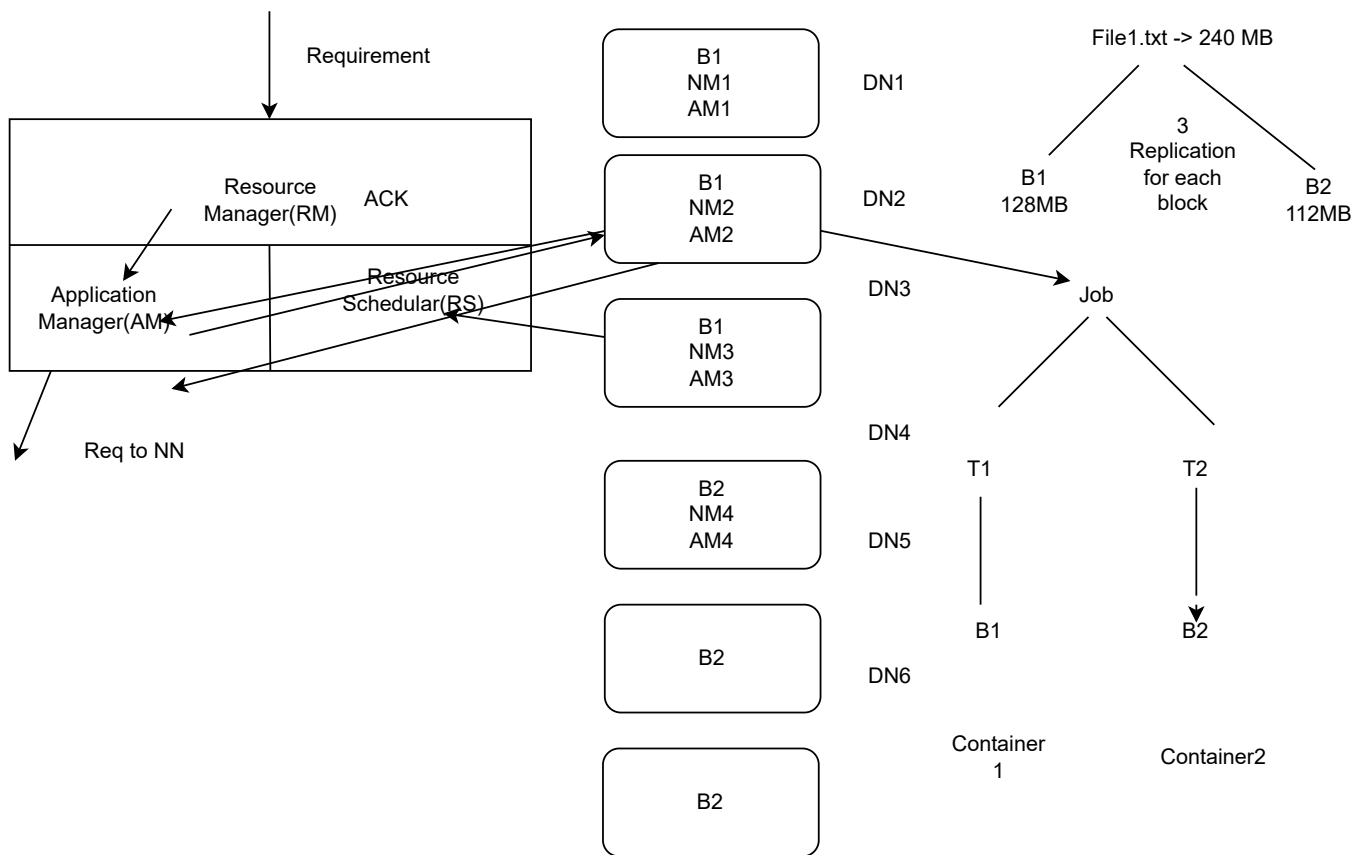 Requirement
Resource
Manager(RM)
ACK
Application
Manager(AM)
Resource
Schedular(RS)
Req to NN
B1
NM1
AM1
DN1
B1
NM2
AM2
DN2
DN3
B1
NM3
AM3
DN4
B2
NM4
AM4
DN5
B2
DN6
B2
File1.txt -> 240 MB
3
Replication
for each
block
B1
128MB
B2
112MB
Job
T1
T2
B1
B2
Container
1
Container2